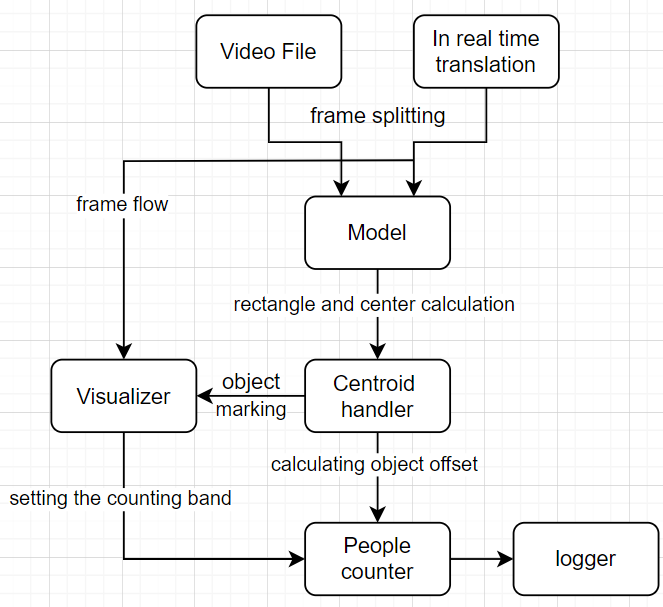 Video File
In real time
translation
frame splitting
frame flow
Model
rectangle and center calculation
Visualizer
object
marking
Centroid
handler
calculating object offset
setting the counting band
People
counter
logger